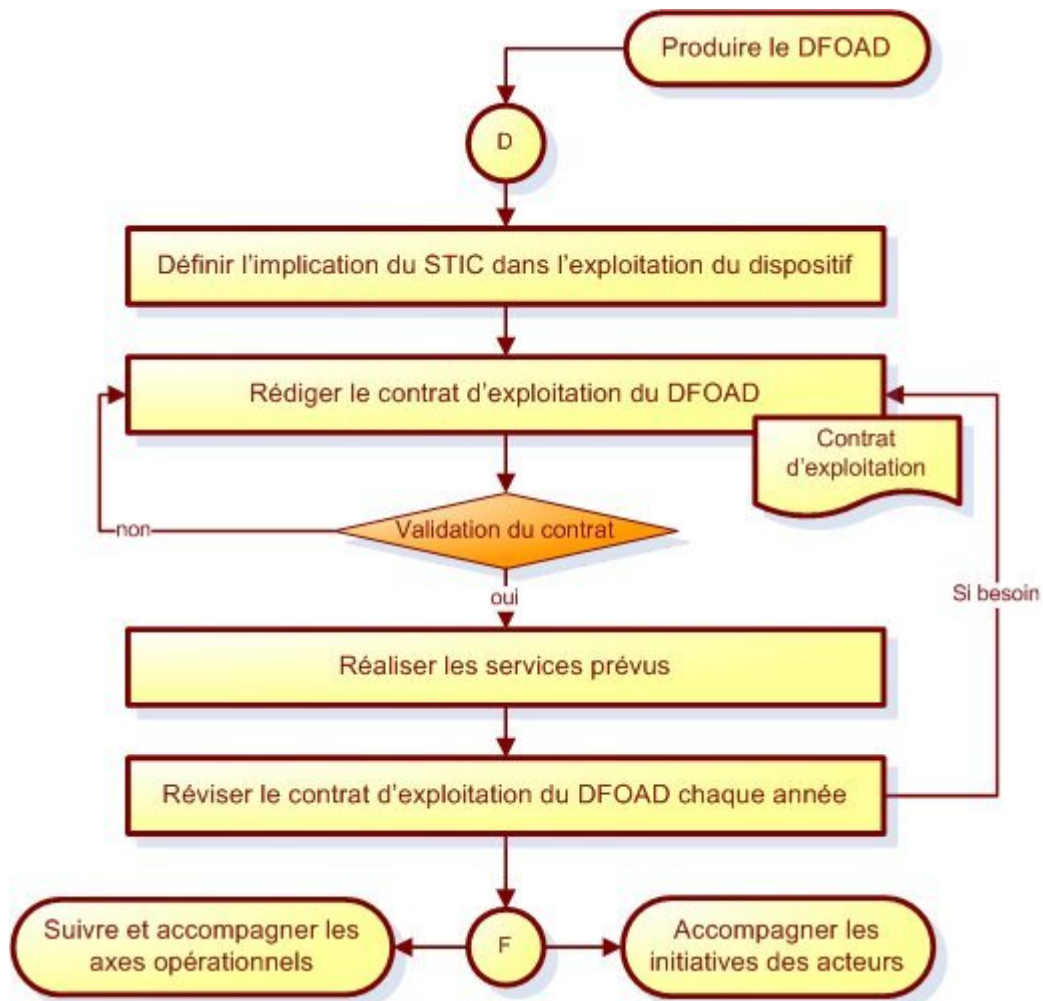 Produire le DFOAD
D
Définir l'implication du STIC dans l'exploitation du dispositif
Rédiger le contrat d'exploitation du DFOAD
Contrat
d'exploitation
Validation du contrat
non
oui
Si besoin
Réaliser les services prévus
Réviser le contrat d'exploitation du DFOAD chaque année
Suivre et accompagner les
axes opérationnels
F
Accompagner les
initiatives des acteurs